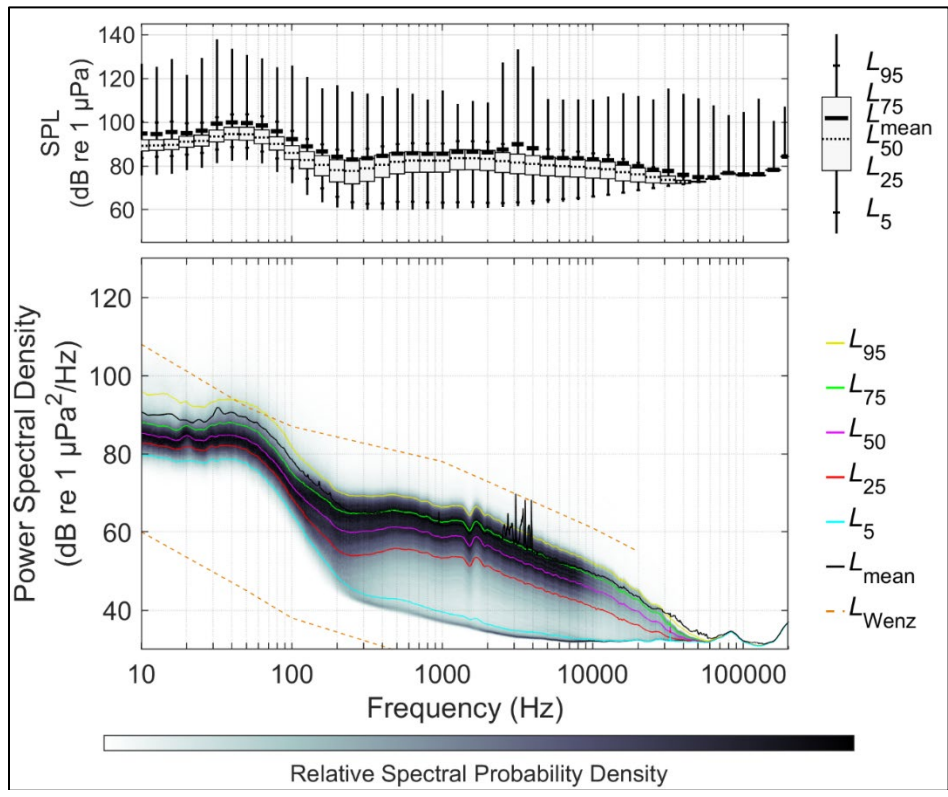 SPL
(dB re 1 µPa)
140
120
100
80
60
L95
L75
Lmean
L50
L25
L5
Power Spectral Density
(dB re 1 µPa²/Hz)
120
100
80
60
40
10
100
1000
10000
100000
Frequency (Hz)
L95
L75
L50
L25
L5
Lmean
LWenz
Relative Spectral Probability Density